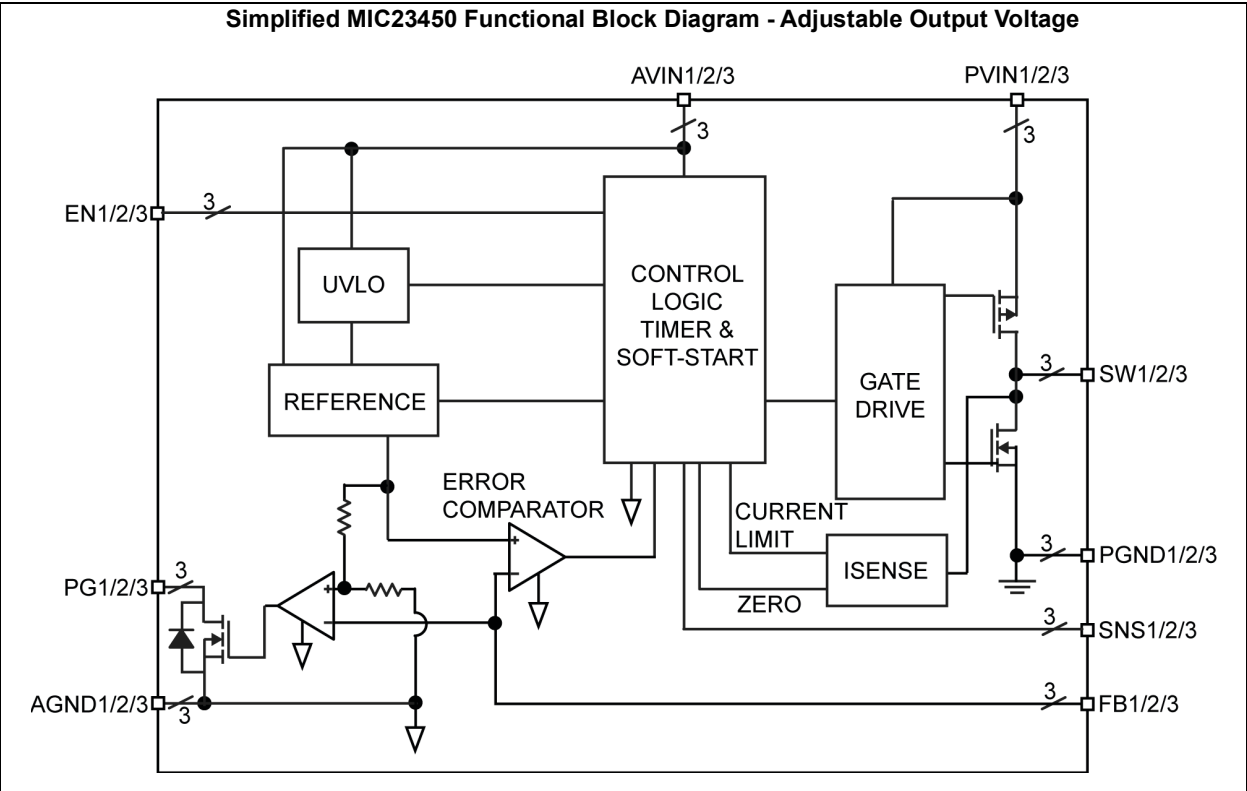 Simplified MIC23450 Functional Block Diagram - Adjustable Output Voltage
AVIN1/2/3
PVIN1/2/3
3
3
EN1/2/3
3
UVLO
CONTROL
LOGIC
TIMER &
SOFT-START
REFERENCE
GATE
DRIVE
3
SW1/2/3
ERROR
COMPARATOR
+
–
CURRENT
LIMIT
ISENSE
ZERO
3
PGND1/2/3
PG1/2/3
3
+
–
3
SNS1/2/3
AGND1/2/3
3
3
FB1/2/3